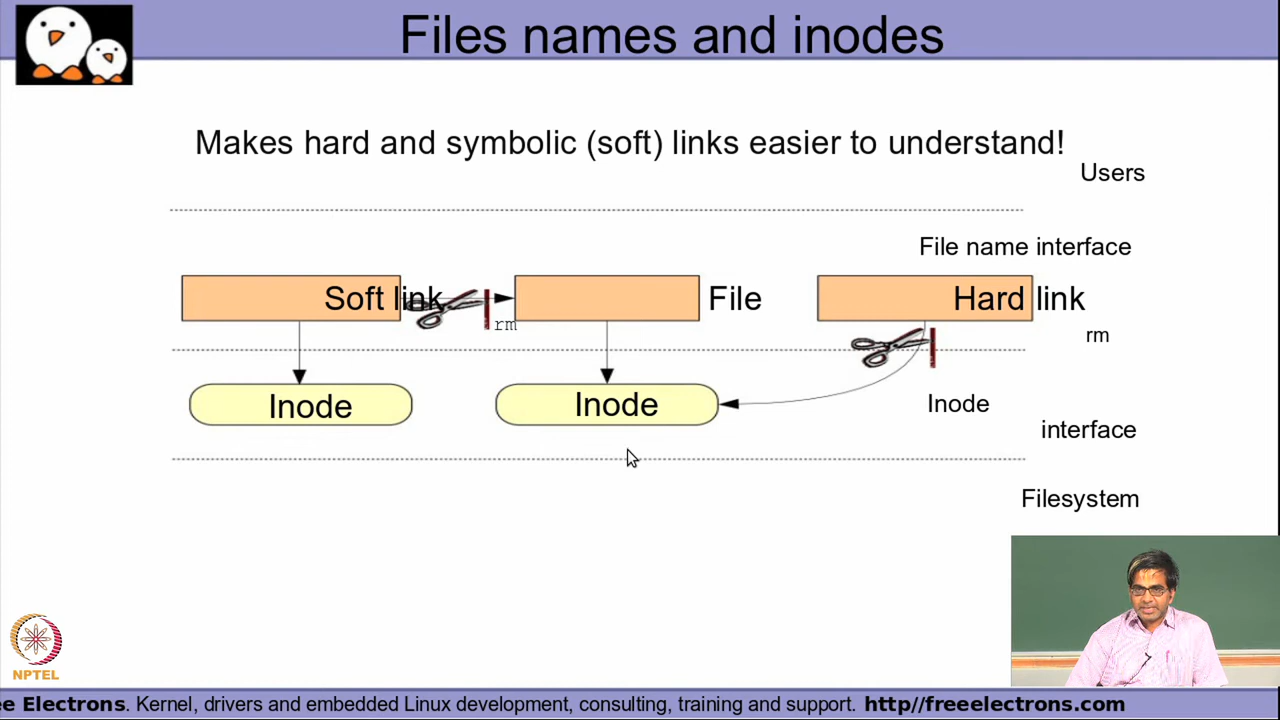 Files names and inodes
Makes hard and symbolic (soft) links easier to understand!
Users
File name interface
Soft link
File
Hard link
rm
rm
Inode
Inode
Inode
interface
Filesystem
NPTEL
ee Electrons. Kernel, drivers and embedded Linux development, consulting, training and support. http//freeelectrons.com